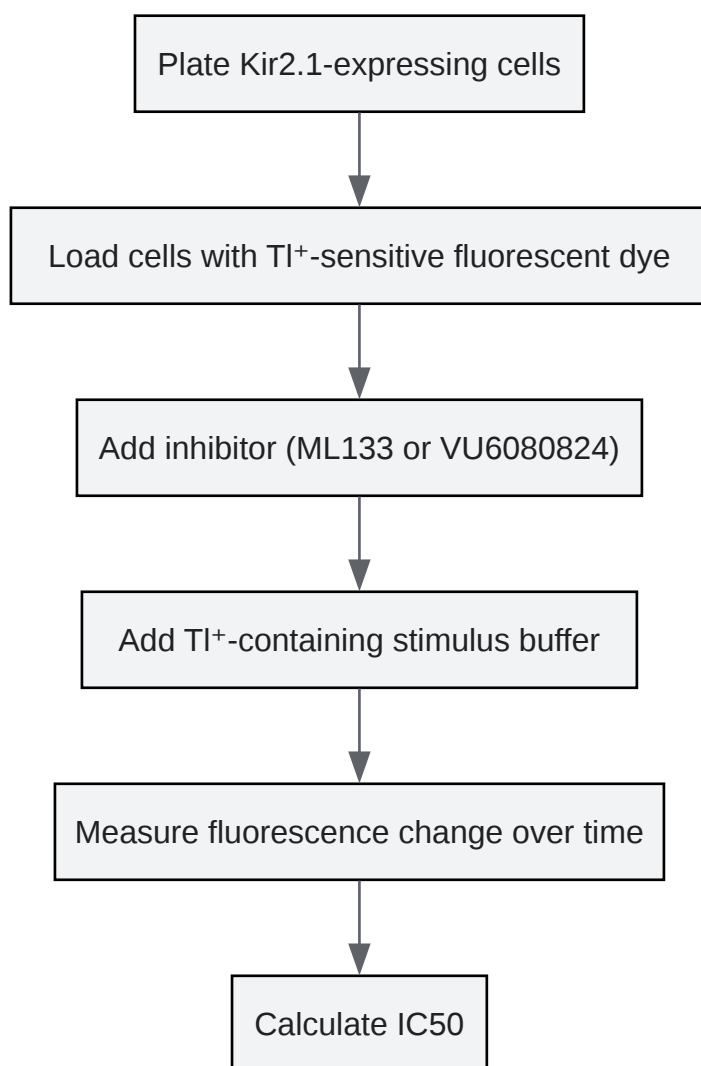 Plate Kir2.1-expressing cells
Load cells with Tl⁺-sensitive fluorescent dye
Add inhibitor (ML133 or VU6080824)
Add Tl⁺-containing stimulus buffer
Measure fluorescence change over time
Calculate IC50